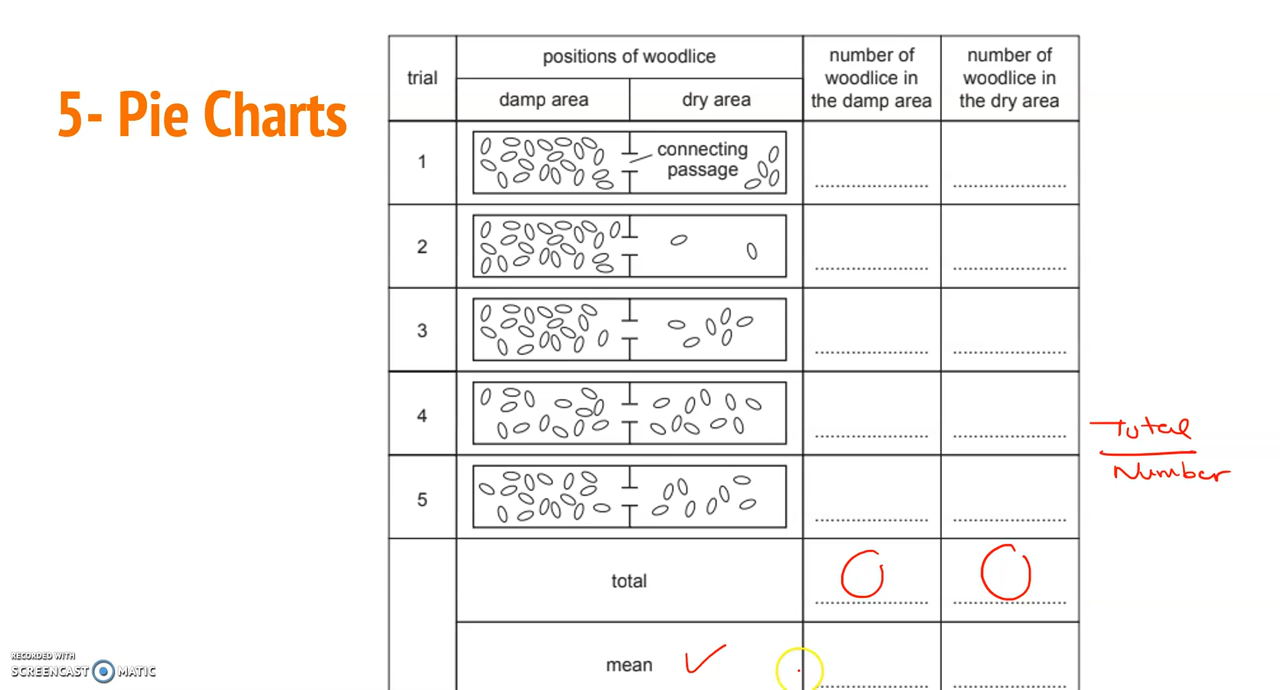 5- Pie Charts
trial
positions of woodlice
damp area
dry area
number of
woodlice in
the damp area
number of
woodlice in
the dry area
1
connecting
passage
2
3
4
5
total
mean
Total
Number
RECORDED WITH
SCREENCAST MATIC